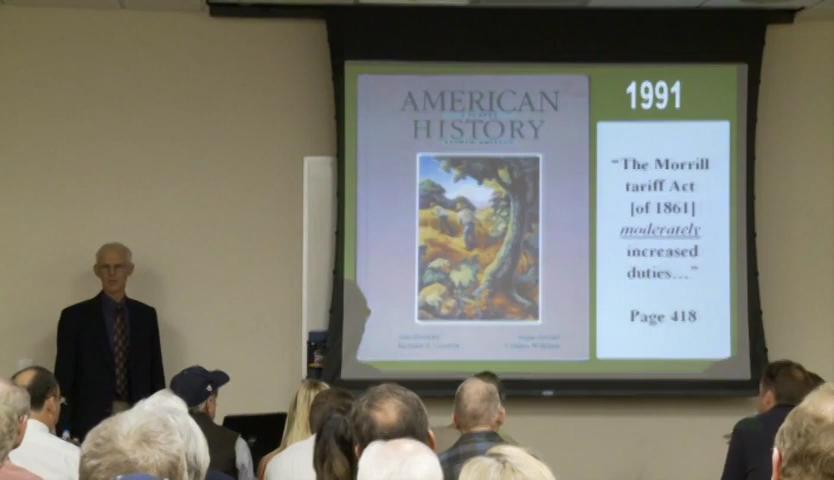 AMERICAN
HISTORY
1991
“The Morrill
tariff Act
[of 1861]
moderately
increased
duties…”
Page 418